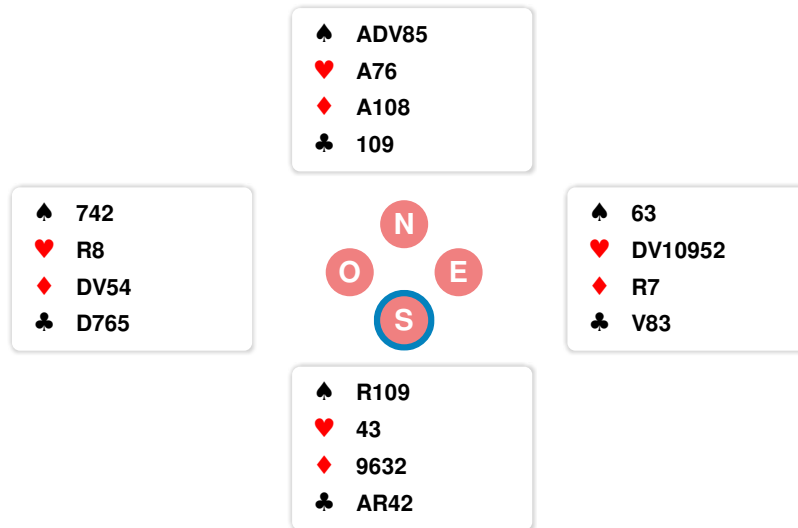 ♠ ADV85
♥ A76
♦ A108
♣ 109
♠ 742
♥ R8
♦ DV54
♣ D765
N
O E
S
♠ 63
♥ DV10952
♦ R7
♣ V83
♠ R109
♥ 43
♦ 9632
♣ AR42